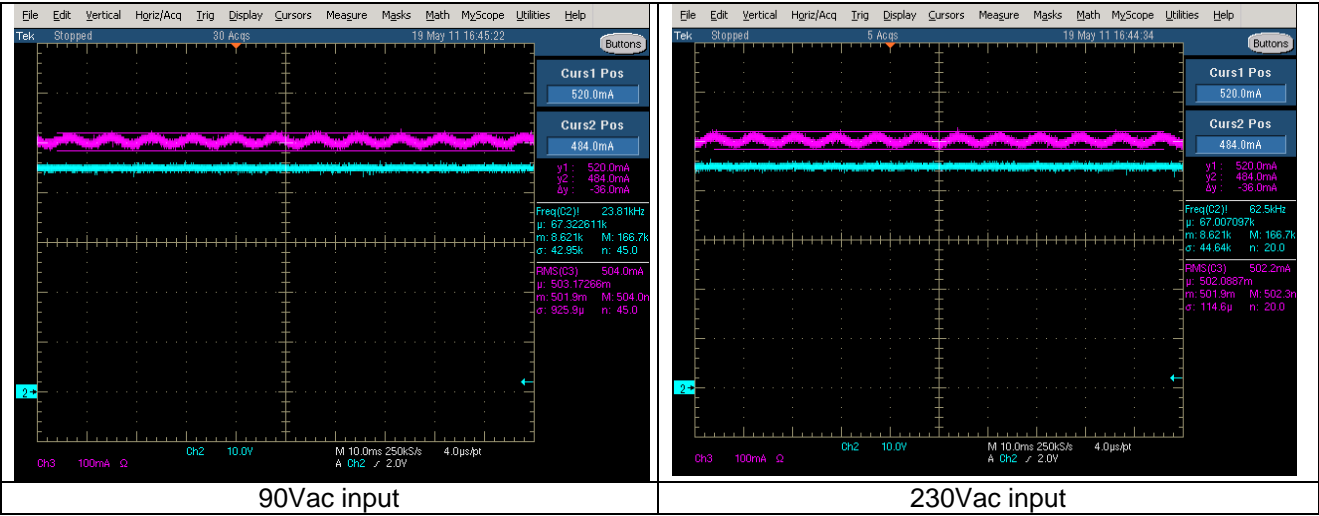 File Edit Vertical Horiz/Acq Trig Display Cursors Measure Masks Math MyScope Utilities Help
Tek Stopped 30 Acqs 19 May 11 16:45:22
Buttons
Curs1 Pos
520.0mA
Curs2 Pos
484.0mA
y1 : 520.0mA
y2 : 484.0mA
Δy : -36.0mA
Freq(C2)! 23.81kHz
μ: 67.322611k
m: 8.621k M: 166.7k
σ: 42.95k n: 45.0
RMS(C3) 504.0mA
μ: 503.17266m
m: 501.9m M: 504.0m
σ: 925.9μ n: 45.0
2
Ch2 10.0V M 10.0ms 250kS/s 4.0μs/pt
Ch3 100mA Ω A Ch2 ∫ 2.0V
90Vac input
File Edit Vertical Horiz/Acq Trig Display Cursors Measure Masks Math MyScope Utilities Help
Tek Stopped 5 Acqs 19 May 11 16:44:34
Buttons
Curs1 Pos
520.0mA
Curs2 Pos
484.0mA
y1 : 520.0mA
y2 : 484.0mA
Δy : -36.0mA
Freq(C2)! 62.5kHz
μ: 67.007097k
m: 8.621k M: 166.7k
σ: 44.64k n: 20.0
RMS(C3) 502.2mA
μ: 502.0887m
m: 501.9m M: 502.3m
σ: 114.6μ n: 20.0
2
Ch2 10.0V M 10.0ms 250kS/s 4.0μs/pt
Ch3 100mA Ω A Ch2 ∫ 2.0V
230Vac input